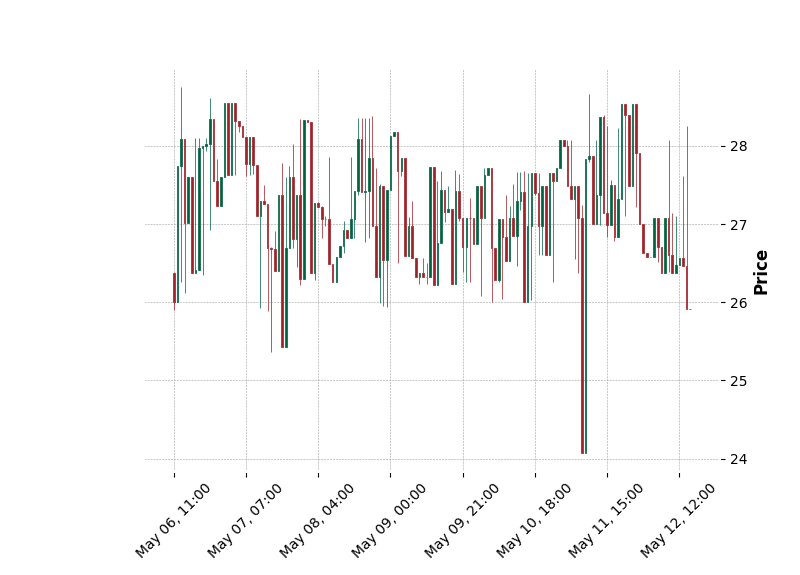 28
27
26
25
24
Price
May 06, 11:00
May 07, 07:00
May 08, 04:00
May 09, 00:00
May 09, 21:00
May 10, 18:00
May 11, 15:00
May 12, 12:00